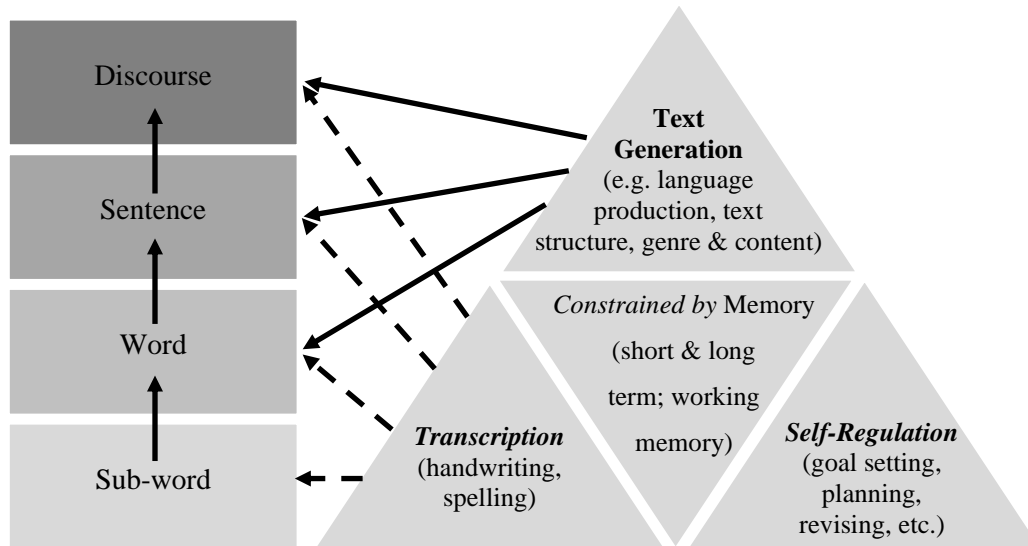 Discourse
Sentence
Word
Sub-word
Text
Generation
(e.g. language
production, text
structure, genre & content)
Constrained by Memory
(short & long
term; working
memory)
Transcription
(handwriting,
spelling)
Self-Regulation
(goal setting,
planning,
revising, etc.)